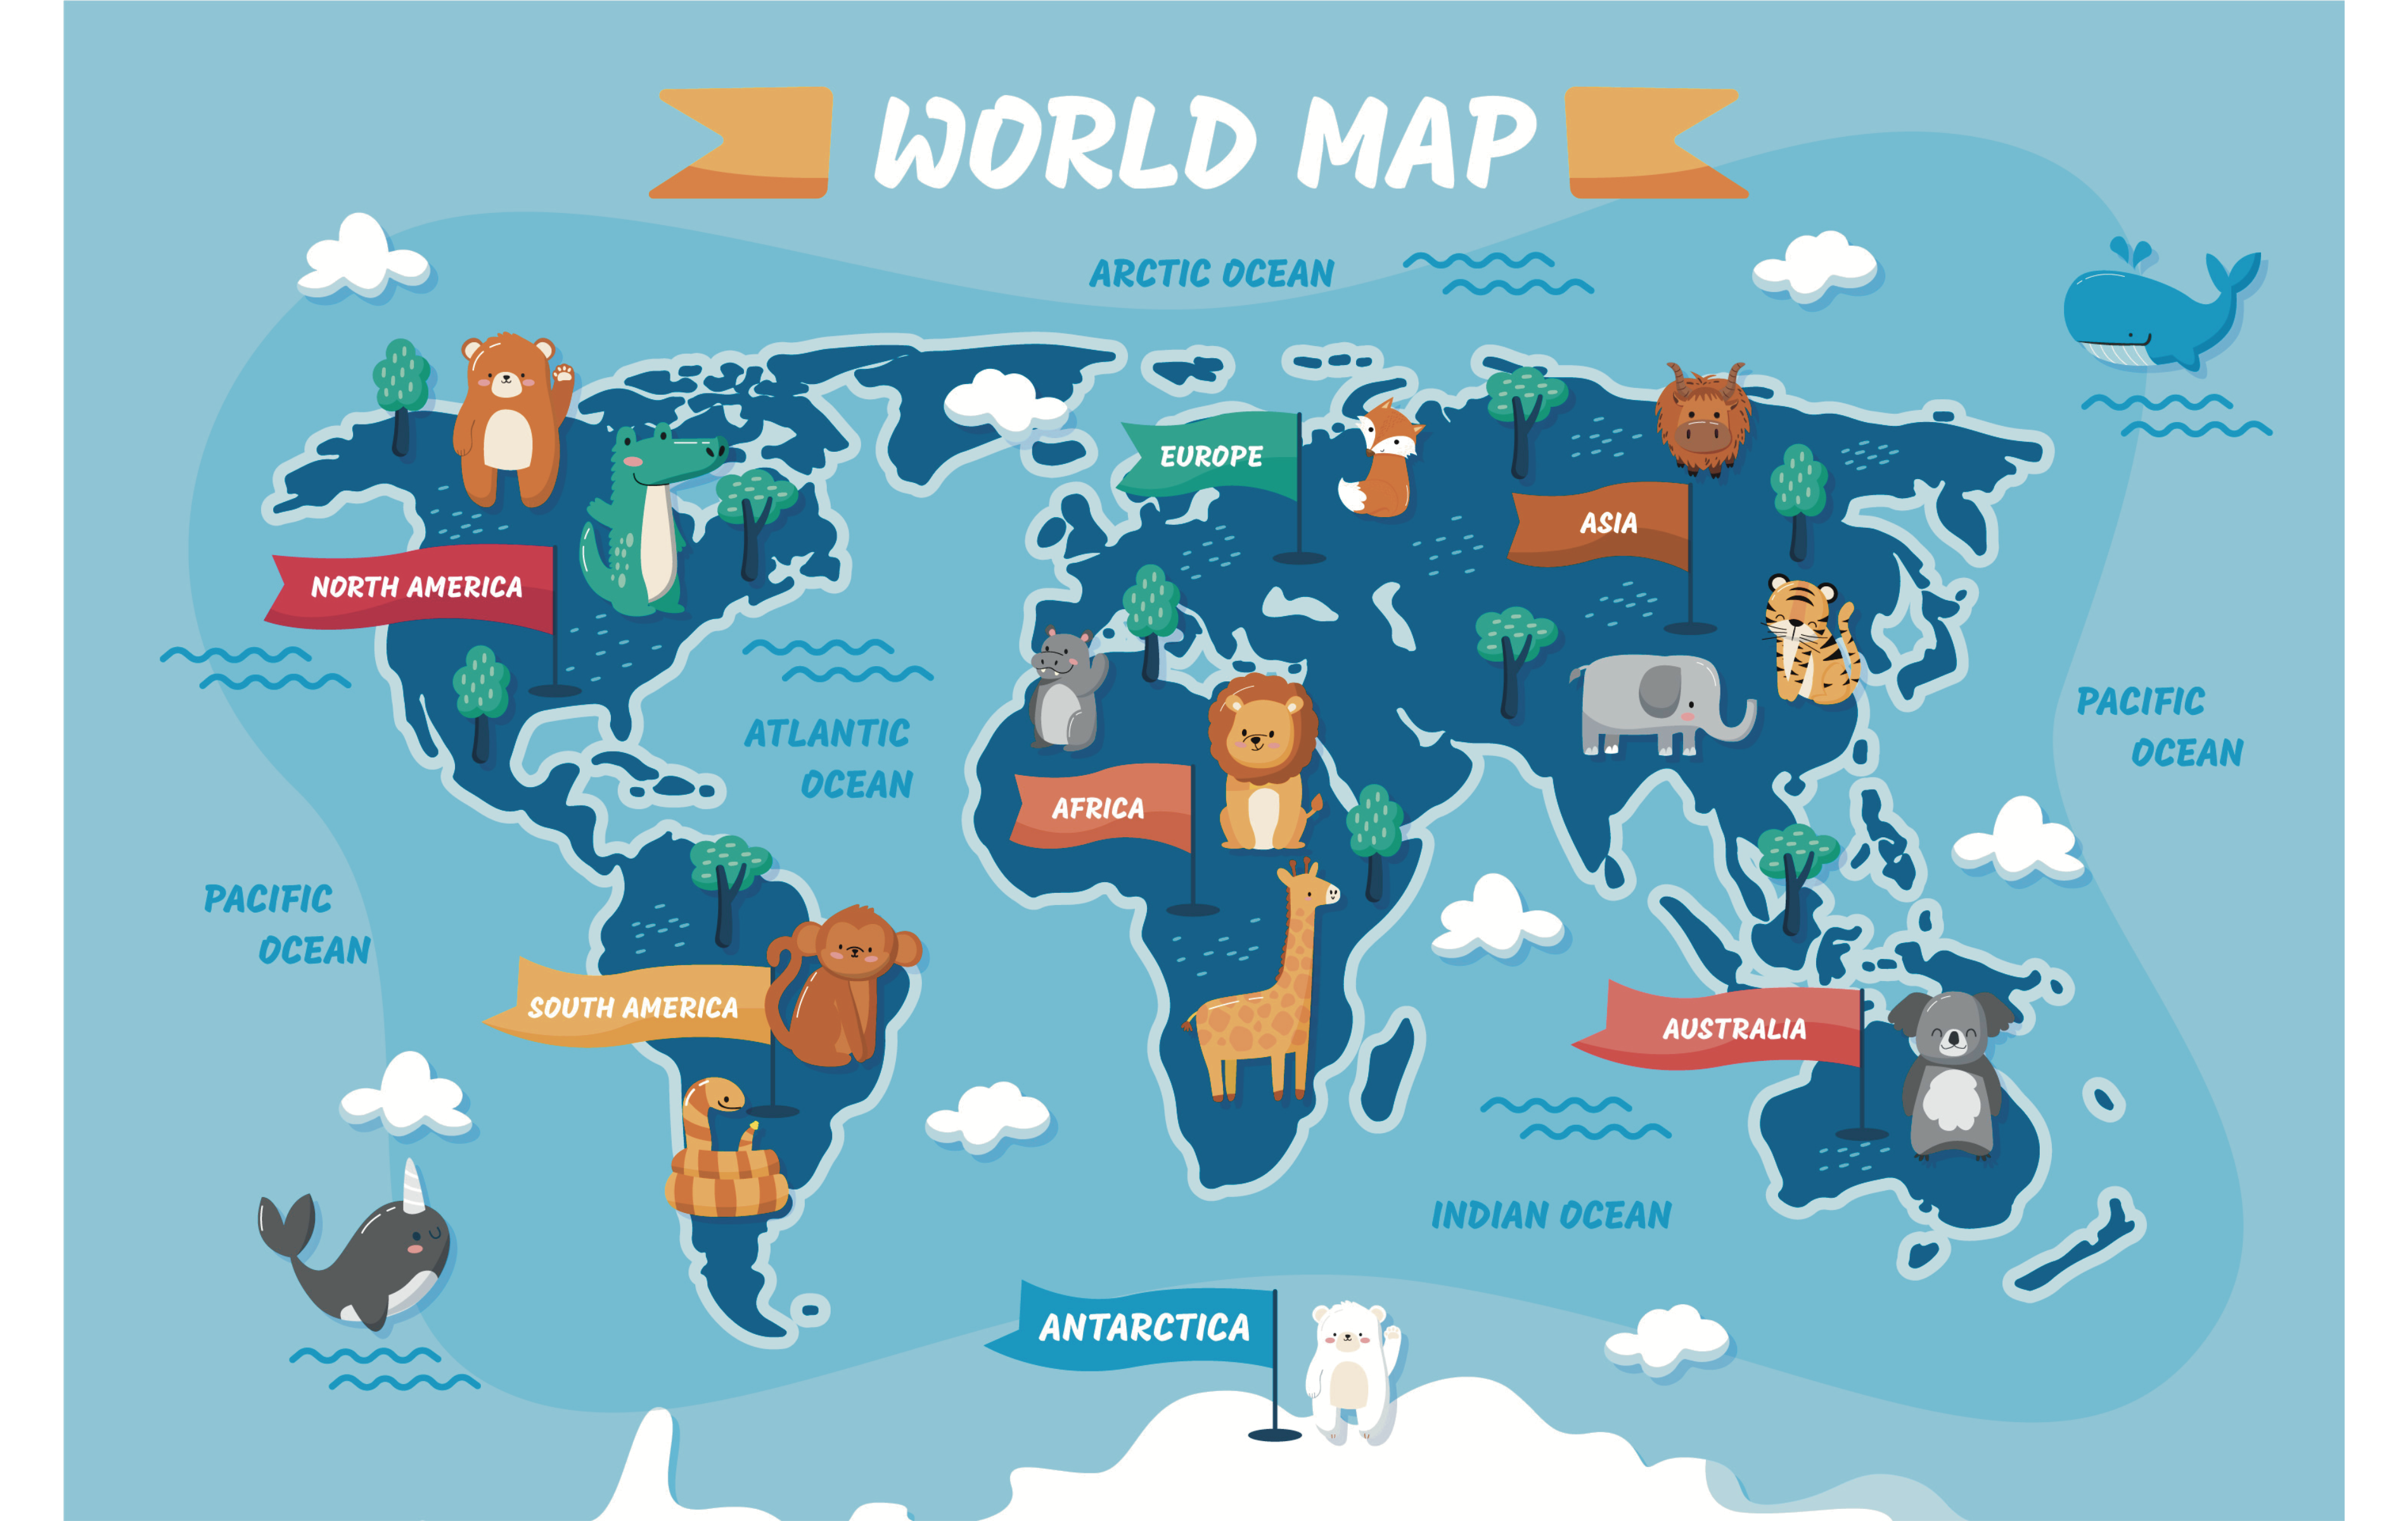 WORLD MAP
ARCTIC OCEAN
EUROPE
ASIA
NORTH AMERICA
ATLANTIC
OCEAN
PACIFIC
OCEAN
AFRICA
PACIFIC
OCEAN
SOUTH AMERICA
AUSTRALIA
INDIAN OCEAN
ANTARCTICA